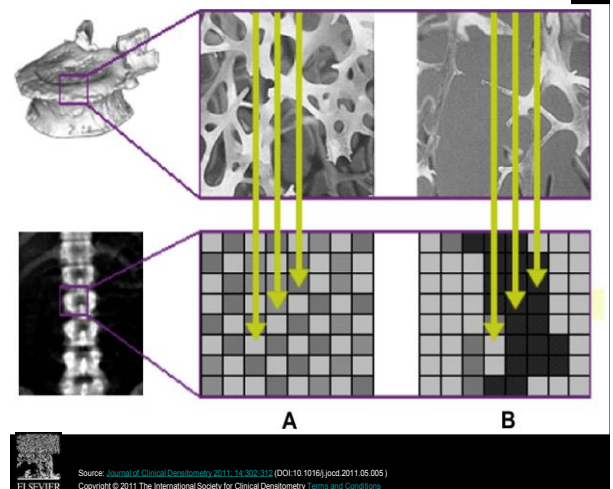 A
B
ELSEVIER
Source: Journal of Clinical Densitometry 2011; 14:302-312 (DOI:10.1016/j.jocd.2011.05.005 )
Copyright © 2011 The International Society for Clinical Densitometry Terms and Conditions